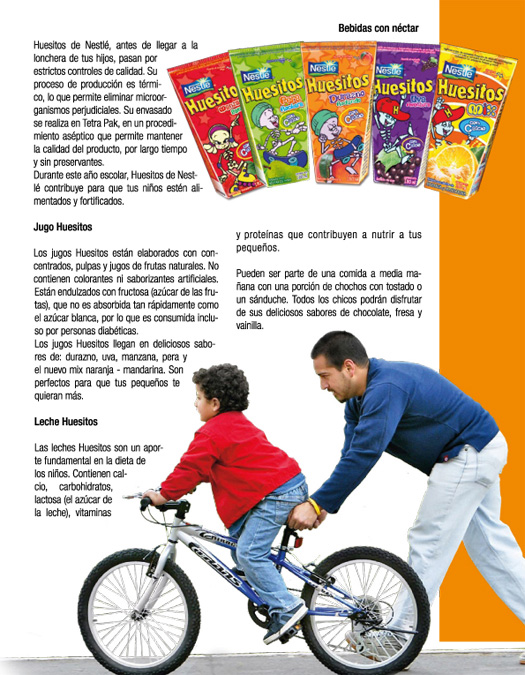 Bebidas con néctar
Huesitos de Nestlé, antes de llegar a la
lonchera de tus hijos, pasan por
estrictos controles de calidad. Su
proceso de producción es térmi-
co, lo que permite eliminar microor-
ganismos perjudiciales. Su envasado
se realiza en Tetra Pak, en un procedi-
miento aséptico que permite mantener
la calidad del producto, por largo tiempo
y sin preservantes.
Durante este año escolar, Huesitos de Nest-
lé contribuye para que tus niños estén ali-
mentados y fortificados.
Nestlé
Huesitos
Manzana
Nestlé
Huesitos
Pera
Nestlé
Huesitos
Durazno
Nestlé
Huesitos
Uva
Nestlé
Huesitos
Jugo Huesitos
Los jugos Huesitos están elaborados con con-
centrados, pulpas y jugos de frutas naturales. No
contienen colorantes ni saborizantes artificiales.
Están endulzados con fructosa (azúcar de las fru-
tas), que no es absorbida tan rápidamente como
el azúcar blanca, por lo que es consumida inclu-
so por personas diabéticas.
Los jugos Huesitos llegan en deliciosos sabo-
res de: durazno, uva, manzana, pera y
el nuevo mix naranja - mandarina. Son
perfectos para que tus pequeños te
quieran más.
Leche Huesitos
Las leches Huesitos son un apor-
te fundamental en la dieta de
los niños. Contienen cal-
cio, carbohidratos,
lactosa (el azúcar de
la leche), vitaminas
y proteínas que contribuyen a nutrir a tus
pequeños.
Pueden ser parte de una comida a media ma-
ñana con una porción de chochos con tostado o
un sánduche. Todos los chicos podrán disfrutar
de sus deliciosos sabores de chocolate, fresa y
vainilla.